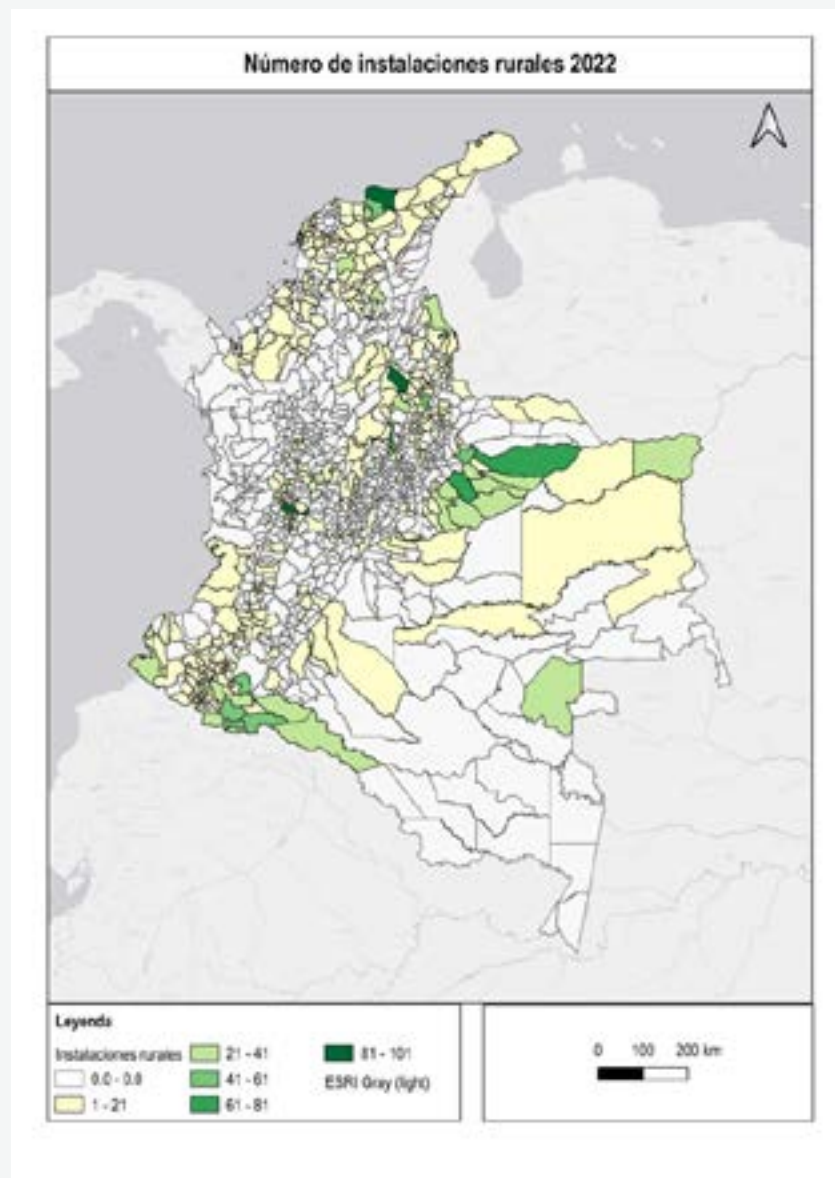 Número de instalaciones rurales 2022
Leyenda
Instalaciones rurales
0.0 - 0.0
1 - 21
21 - 41
41 - 61
61 - 81
81 - 101
ESRI Gray (light)
0 100 200 km